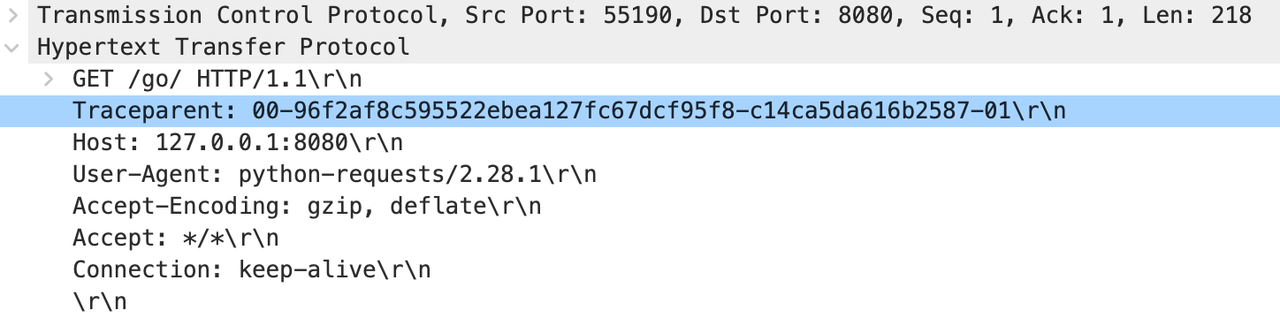 Transmission Control Protocol, Src Port: 55190, Dst Port: 8080, Seq: 1, Ack: 1, Len: 218
Hypertext Transfer Protocol
GET /go/ HTTP/1.1\r\n
Traceparent: 00-96f2af8c595522ebea127fc67dcf95f8-c14ca5da616b2587-01\r\n
Host: 127.0.0.1:8080\r\n
User-Agent: python-requests/2.28.1\r\n
Accept-Encoding: gzip, deflate\r\n
Accept: */*\r\n
Connection: keep-alive\r\n
\r\n